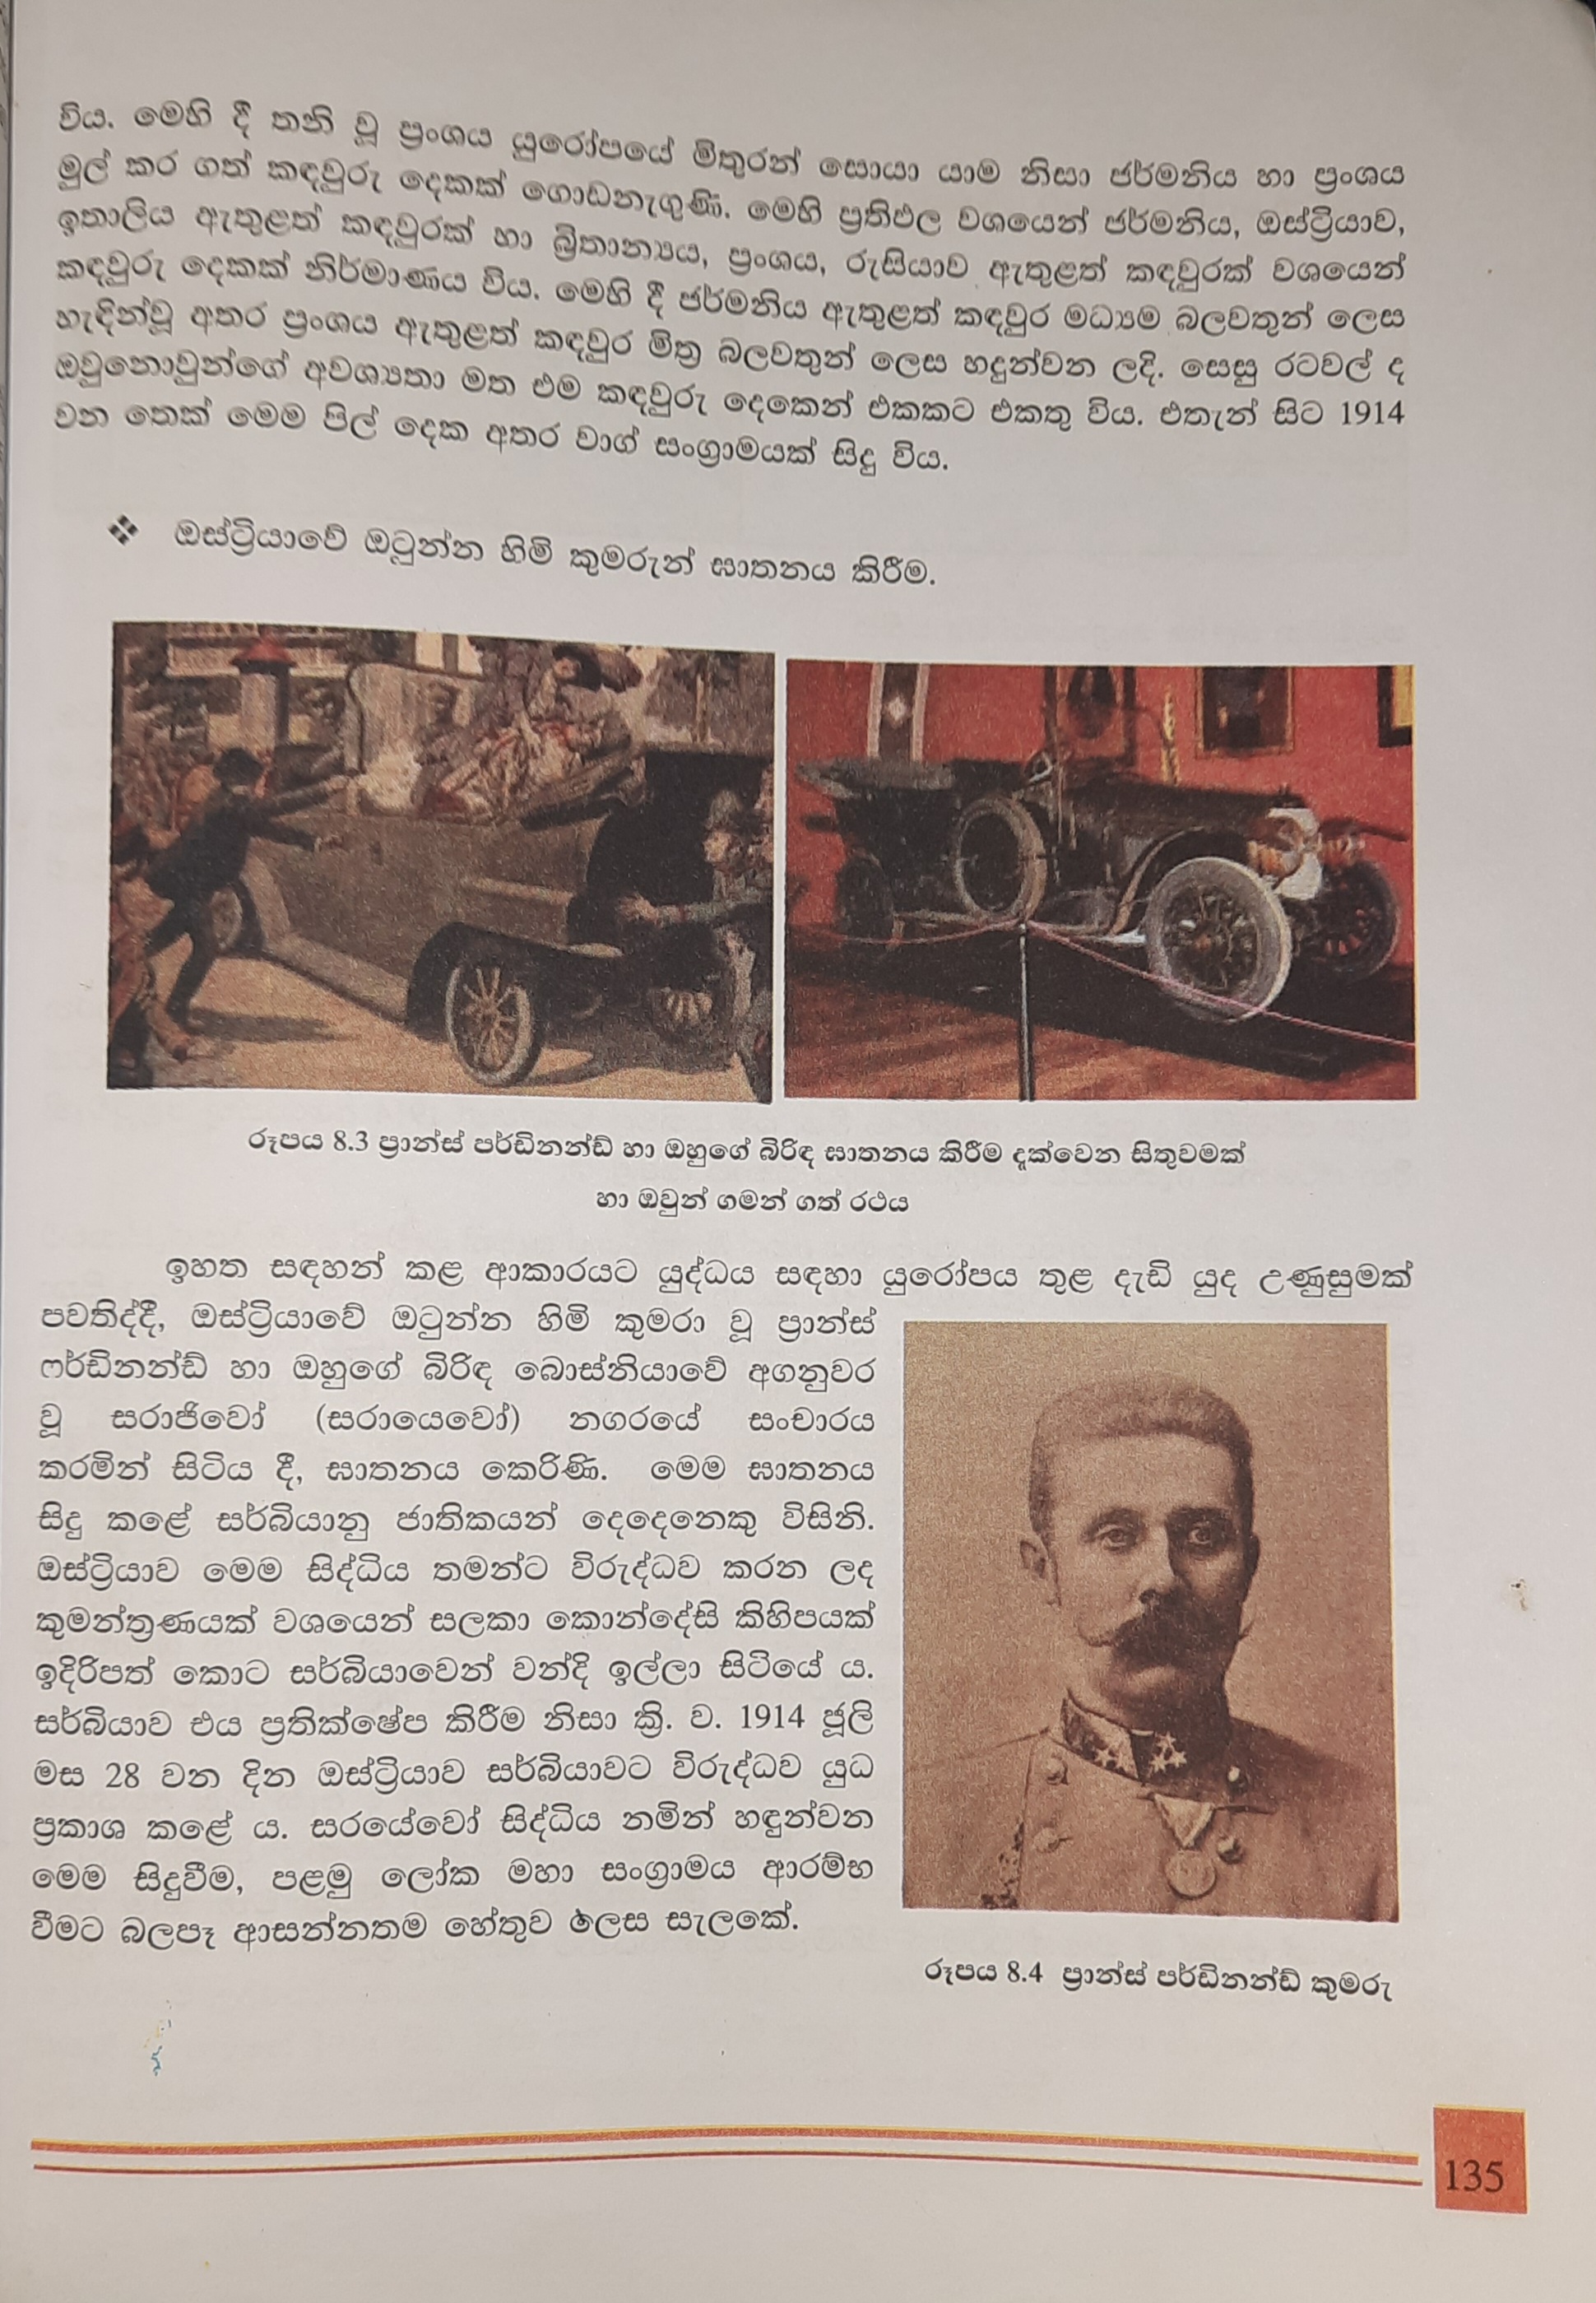 විය. මෙහි දී තනි වූ ප්‍රංශය යුරෝපයේ මිතුරන් සොයා යාම නිසා ජර්මනිය හා ප්‍රංශය
මුල් කර ගත් කඳවුරු දෙකක් ගොඩනැගුණි. මෙහි ප්‍රතිඵල වශයෙන් ජර්මනිය, ඔස්ට්‍රියාව,
ඉතාලිය ඇතුළත් කඳවුරක් හා බ්‍රිතාන්‍යය, ප්‍රංශය, රුසියාව ඇතුළත් කඳවුරක් වශයෙන්
කඳවුරු දෙකක් නිර්මාණය විය. මෙහි දී ජර්මනිය ඇතුළත් කඳවුර මධ්‍යම බලවතුන් ලෙස
හැඳින්වූ අතර ප්‍රංශය ඇතුළත් කඳවුර මිත්‍ර බලවතුන් ලෙස හදුන්වන ලදි. සෙසු රටවල් ද
ඔවුනොවුන්ගේ අවශ්‍යතා මත එම කඳවුරු දෙකෙන් එකකට එකතු විය. එතැන් සිට 1914
වන තෙක් මෙම පිල් දෙක අතර වාග් සංග්‍රාමයක් සිදු විය.
❖ ඔස්ට්‍රියාවේ ඔටුන්න හිමි කුමරුන් ඝාතනය කිරීම.
රූපය 8.3 ප්‍රාන්ස් පර්ඩිනන්ඩ් හා ඔහුගේ බිරිඳ ඝාතනය කිරීම දැක්වෙන සිතුවමක්
හා ඔවුන් ගමන් ගත් රථය
ඉහත සඳහන් කළ ආකාරයට යුද්ධය සඳහා යුරෝපය තුළ දැඩි යුද උණුසුමක්
පවතිද්දී, ඔස්ට්‍රියාවේ ඔටුන්න හිමි කුමරා වූ ප්‍රාන්ස්
ෆර්ඩිනන්ඩ් හා ඔහුගේ බිරිඳ බොස්නියාවේ අගනුවර
වූ සරාජිවෝ (සරායෙවෝ) නගරයේ සංචාරය
කරමින් සිටිය දී, ඝාතනය කෙරිණි. මෙම ඝාතනය
සිදු කළේ සර්බියානු ජාතිකයන් දෙදෙනෙකු විසිනි.
ඔස්ට්‍රියාව මෙම සිද්ධිය තමන්ට විරුද්ධව කරන ලද
කුමන්ත්‍රණයක් වශයෙන් සලකා කොන්දේසි කිහිපයක්
ඉදිරිපත් කොට සර්බියාවෙන් වන්දි ඉල්ලා සිටියේ ය.
සර්බියාව එය ප්‍රතික්ෂේප කිරීම නිසා ක්‍රි. ව. 1914 ජූලි
මස 28 වන දින ඔස්ට්‍රියාව සර්බියාවට විරුද්ධව යුධ
ප්‍රකාශ කළේ ය. සරයේවෝ සිද්ධිය නමින් හඳුන්වන
මෙම සිදුවීම, පළමු ලෝක මහා සංග්‍රාමය ආරම්භ
වීමට බලපෑ ආසන්නතම හේතුව ලෙස සැලකේ.
රූපය 8.4 ප්‍රාන්ස් පර්ඩිනන්ඩ් කුමරු
135